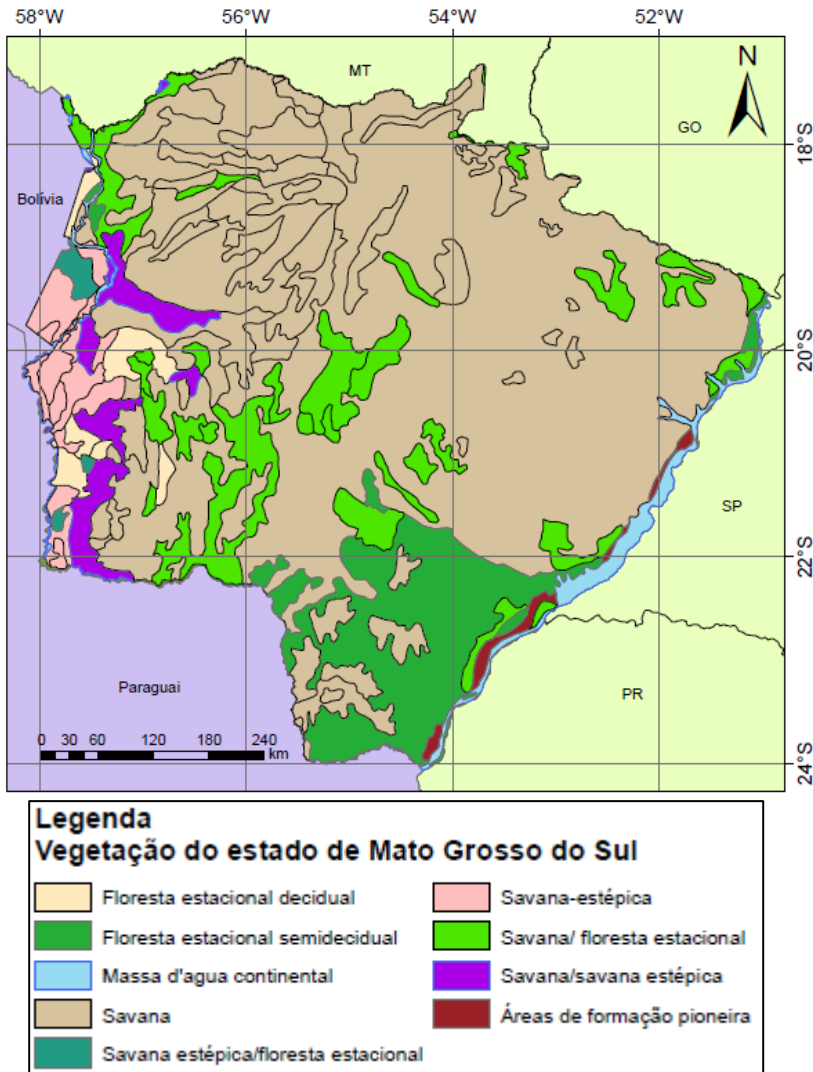 58°W 56°W 54°W 52°W
N
MT
GO
18°S
Bolívia
20°S
SP
22°S
Paraguai
PR
0 30 60 120 180 240
km
24°S
Legenda
Vegetação do estado de Mato Grosso do Sul
Floresta estacional decidual
Floresta estacional semidecidual
Massa d'agua continental
Savana
Savana estépica/floresta estacional
Savana-estépica
Savana/ floresta estacional
Savana/savana estépica
Áreas de formação pioneira